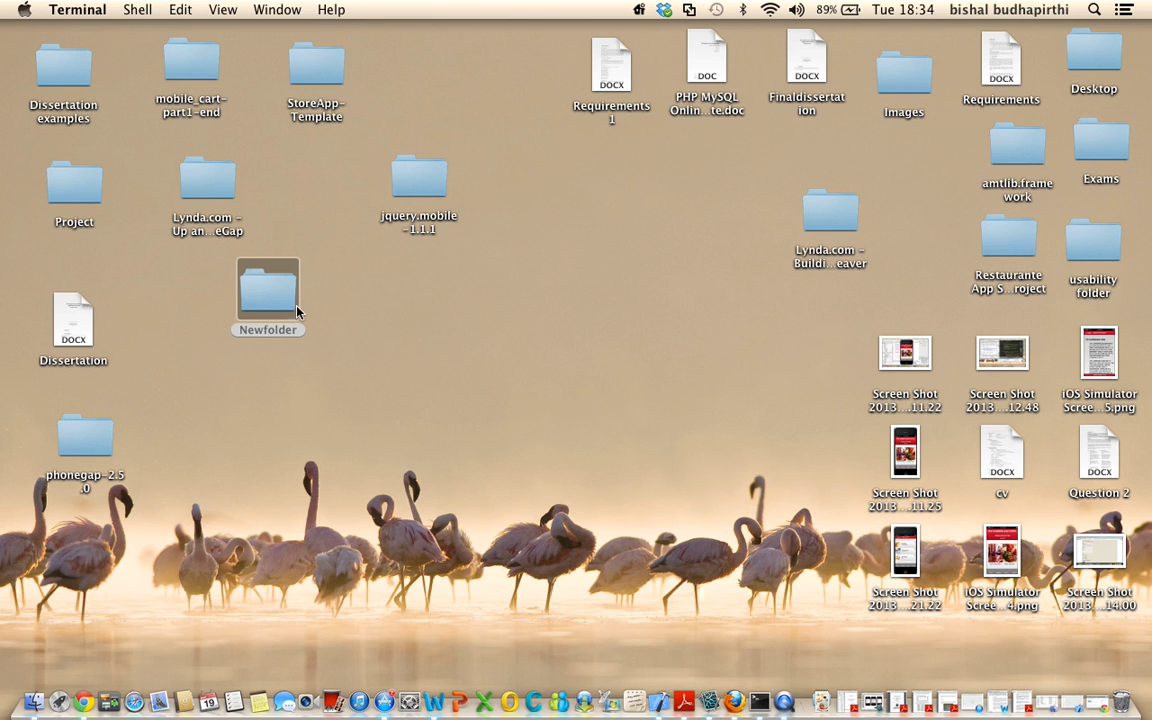 Terminal Shell Edit View Window Help 89% Tue 18:34 bishal budhapirthi
Dissertation
examples
mobile_cart-
part1-end
StoreApp-
Template
DOCX
Requirements
1
DOC
PHP MySQL
Onlin...te.doc
DOCX
Finaldissertat
ion
Images
DOCX
Requirements
Desktop
Project
Lynda.com -
Up an...eGap
jquery.mobile
-1.1.1
Lynda.com -
Buildi...eaver
amtlib.frame
work
Exams
Restaurante
App S...roject
usability
folder
Newfolder
DOCX
Dissertation
Screen Shot
2013....11.22
Screen Shot
2013....12.48
iOS Simulator
Scree...5.png
phonegap-2.5
.0
Screen Shot
2013....11.25
DOCX
cv
DOCX
Question 2
Screen Shot
2013....21.22
iOS Simulator
Scree...4.png
Screen Shot
2013....14.00
19